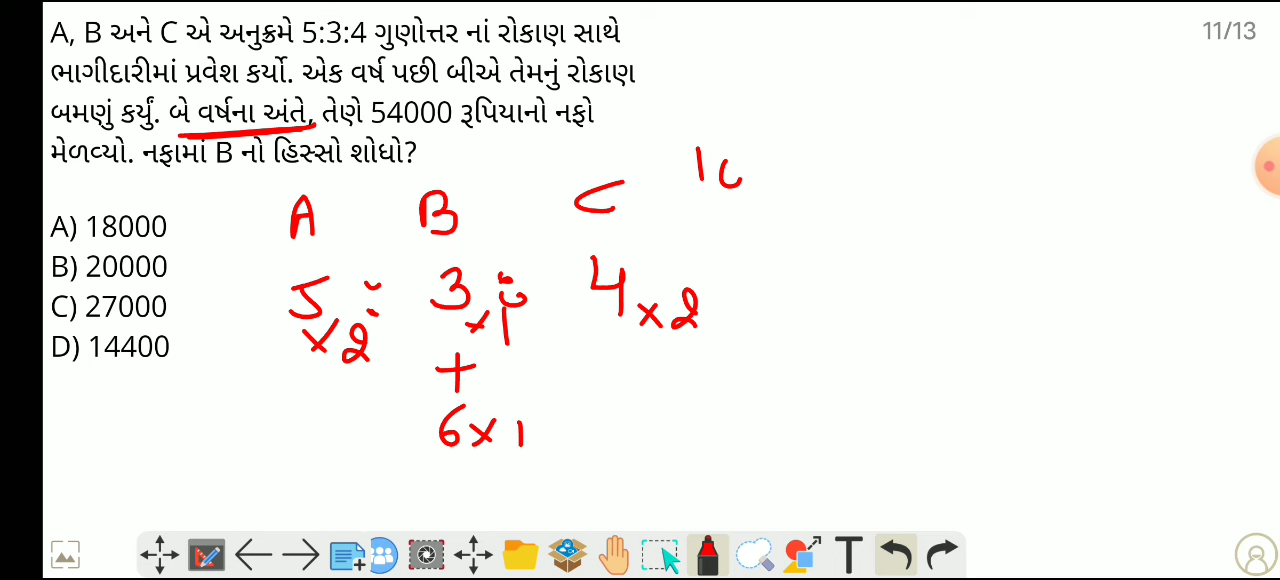 A, B અને C એ અનુક્રમે 5:3:4 ગુણોત્તર નાં રોકાણ સાથે
11/13
ભાગીદારીમાં પ્રવેશ કર્યો. એક વર્ષ પછી બીએ તેમનું રોકાણ
બમણું કર્યું. બે વર્ષના અંતે, તેણે 54000 રૂપિયાનો નફો
મેળવ્યો. નફામાં B નો હિસ્સો શોધો?
A) 18000
B) 20000
C) 27000
D) 14400
A B C
5 : 3 : 4 x 2
x 2 x 1
+
6 x 1
T